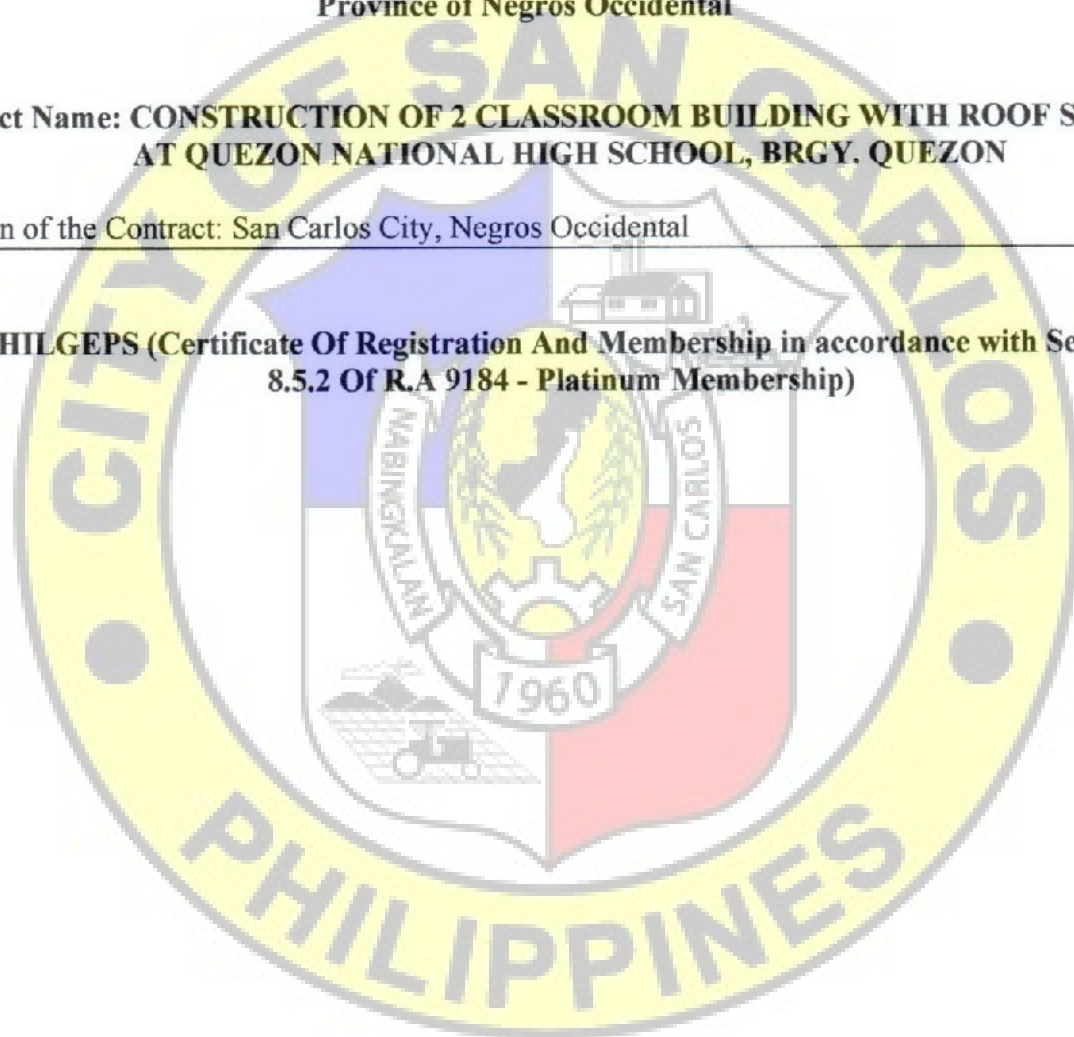 Province of Negros Occidental
ct Name: CONSTRUCTION OF 2 CLASSROOM BUILDING WITH ROOF S
AT QUEZON NATIONAL HIGH SCHOOL, BRGY. QUEZON
n of the Contract: San Carlos City, Negros Occidental
HILGEPS (Certificate Of Registration And Membership in accordance with Se
8.5.2 Of R.A 9184 - Platinum Membership)
CITY OF SAN CARLOS
NABINGKALAN
SAN CARLOS
1960
PHILIPPINES